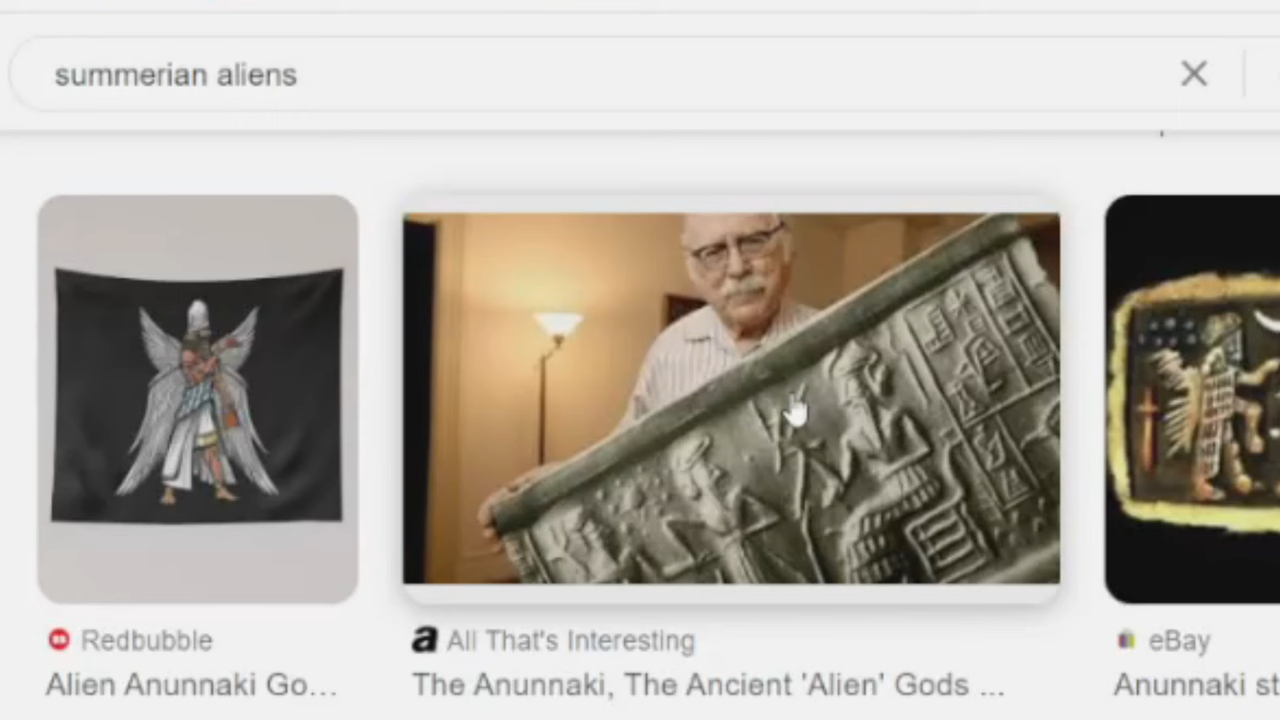 summerian aliens
Redbubble
Alien Anunnaki Go...
a All That's Interesting
The Anunnaki, The Ancient 'Alien' Gods ...
eBay
Anunnaki st